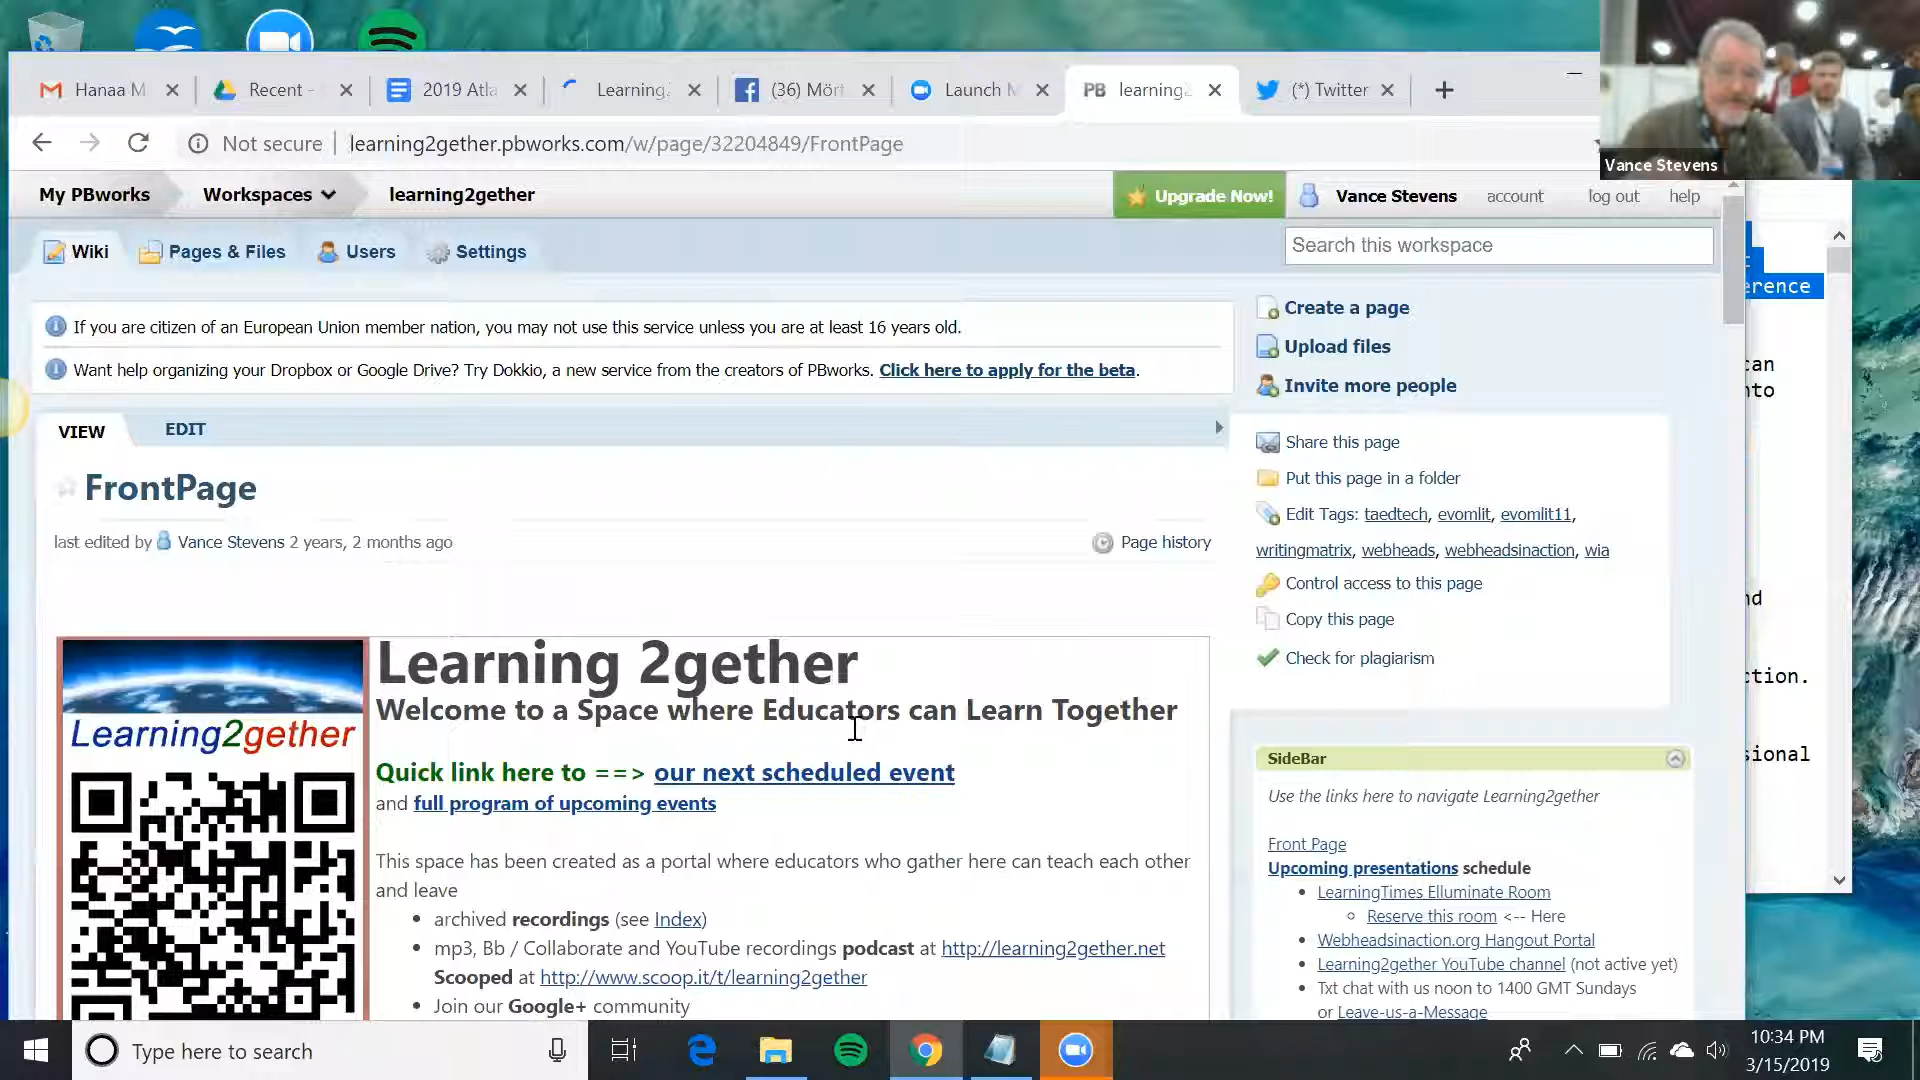 Hanaa M
Recent -
2019 Atla
Learning2
(36) Mört
Launch M
PB learning2
(*) Twitter
Not secure | learning2gether.pbworks.com/w/page/32204849/FrontPage
Vance Stevens
My PBworks Workspaces learning2gether Upgrade Now! Vance Stevens account log out help
Wiki Pages & Files Users Settings Search this workspace
erence
If you are citizen of an European Union member nation, you may not use this service unless you are at least 16 years old.
Want help organizing your Dropbox or Google Drive? Try Dokkio, a new service from the creators of PBworks. Click here to apply for the beta.
Create a page
Upload files
Invite more people
VIEW EDIT
FrontPage
last edited by Vance Stevens 2 years, 2 months ago Page history
Share this page
Put this page in a folder
Edit Tags: taedtech, evomlit, evomlit11,
writingmatrix, webheads, webheadsinaction, wia
Control access to this page
Copy this page
Check for plagiarism
ction.
sional
Learning2gether
Learning 2gether
Welcome to a Space where Educators can Learn Together
Quick link here to ==> our next scheduled event
and full program of upcoming events
This space has been created as a portal where educators who gather here can teach each other
and leave
• archived recordings (see Index)
• mp3, Bb / Collaborate and YouTube recordings podcast at http://learning2gether.net
Scooped at http://www.scoop.it/t/learning2gether
• Join our Google+ community
SideBar
Use the links here to navigate Learning2gether
Front Page
Upcoming presentations schedule
• LearningTimes Elluminate Room
Reserve this room <-- Here
• Webheadsinaction.org Hangout Portal
• Learning2gether YouTube channel (not active yet)
• Txt chat with us noon to 1400 GMT Sundays
or Leave-us-a-Message
Type here to search
10:34 PM
3/15/2019